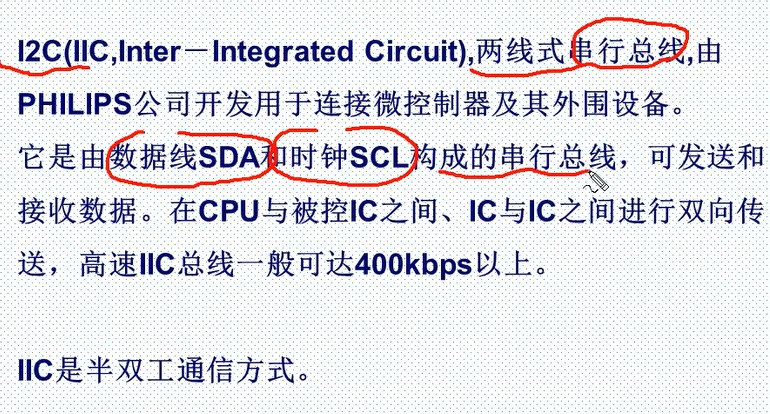 I2C(IIC,Inter－Integrated Circuit),两线式串行总线,由
PHILIPS公司开发用于连接微控制器及其外围设备。
它是由数据线SDA和时钟SCL构成的串行总线，可发送和
接收数据。在CPU与被控IC之间、IC与IC之间进行双向传
送，高速IIC总线一般可达400kbps以上。
IIC是半双工通信方式。